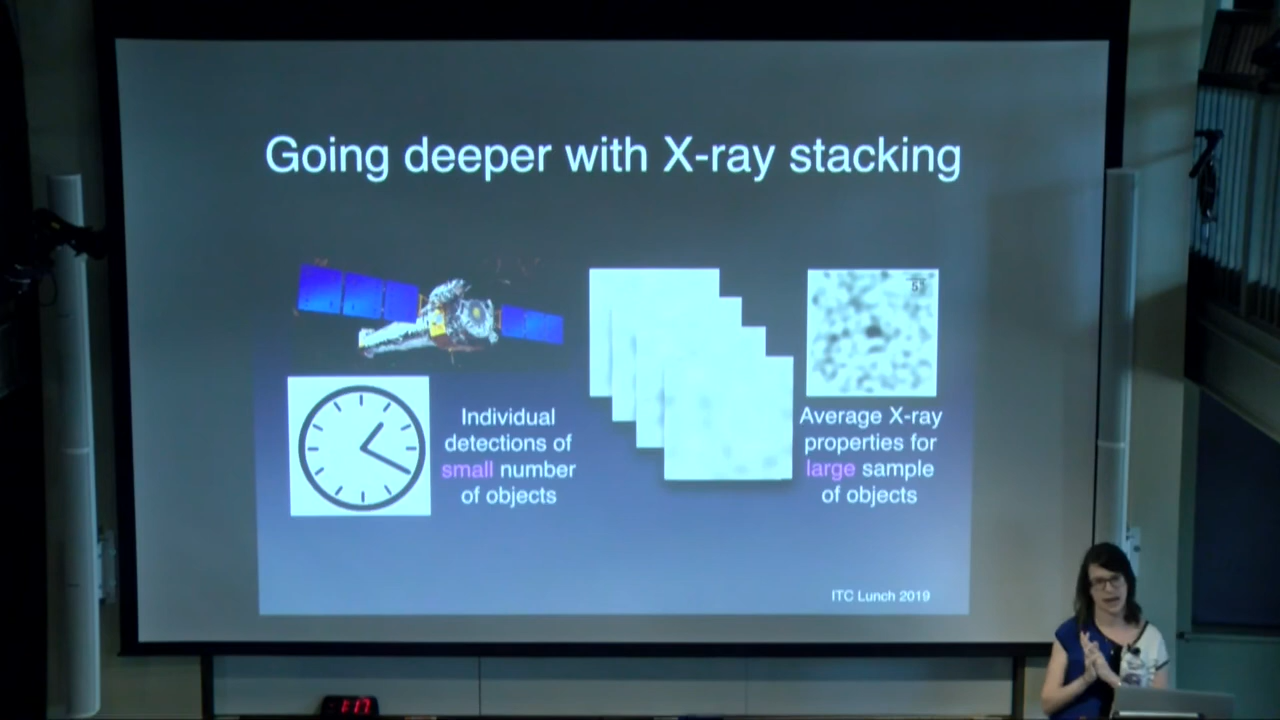 Going deeper with X-ray stacking
Individual
detections of
small number
of objects
Average X-ray
properties for
large sample
of objects
ITC Lunch 2019